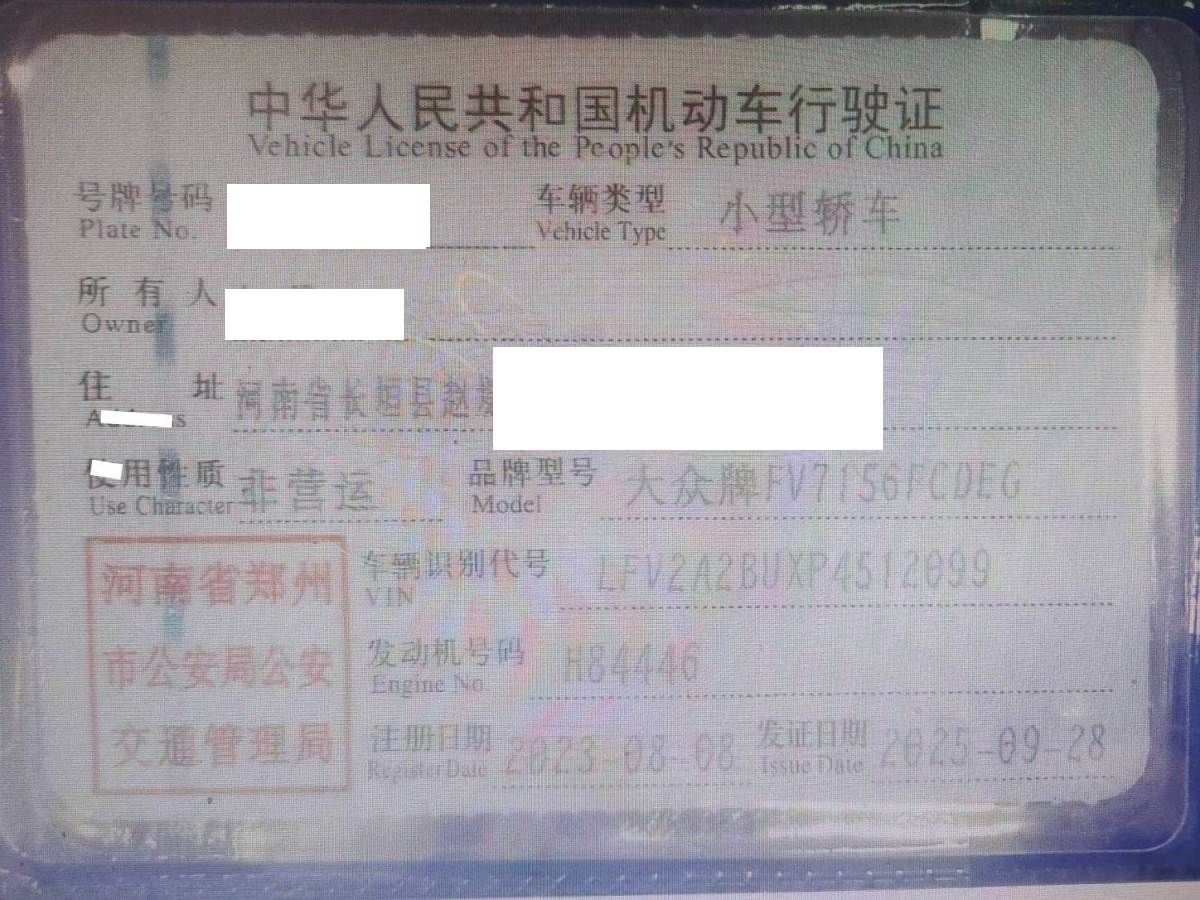 中华人民共和国机动车行驶证
Vehicle License of the People's Republic of China
号牌号码 车辆类型 小型轿车
Plate No. Vehicle Type
所有人
Owner
住址 河南省长垣县赵
使用性质 非营运 品牌型号 大众牌FV7156FCDEG
Use Character Model
河南省郑州
市公安局公安
交通管理局
车辆识别代号 LFV2A2BUXP4512099
VIN
发动机号码 H84446
Engine No.
注册日期 2023-08-08 发证日期 2025-09-28
Register Date Issue Date